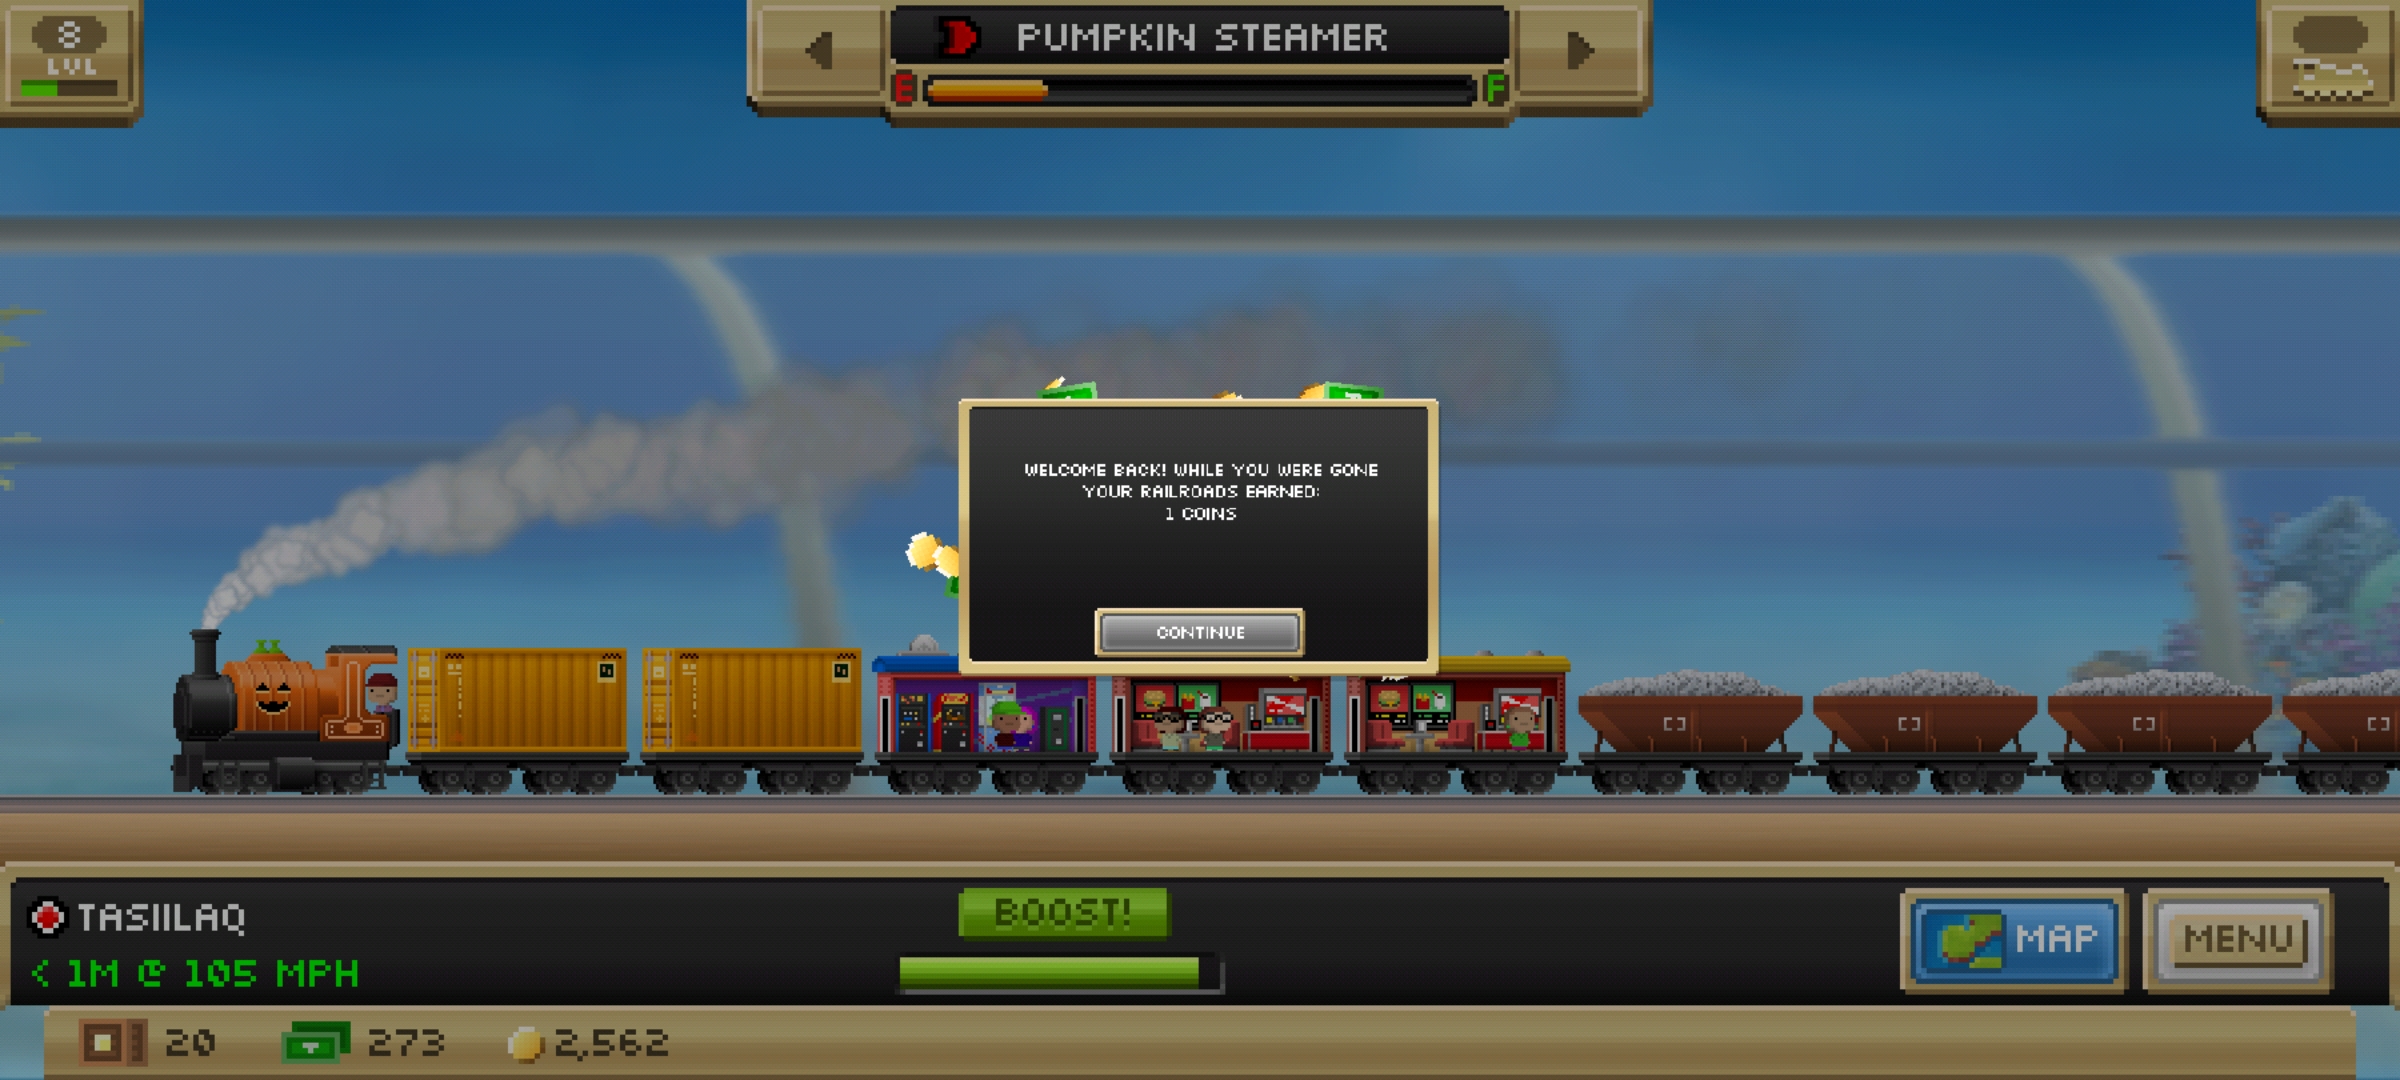 8
LVL
PUMPKIN STEAMER
E F
WELCOME BACK! WHILE YOU WERE GONE
YOUR RAILROADS EARNED:
1 COINS
CONTINUE
TASIILAQ
< 1M @ 105 MPH
BOOST!
MAP
MENU
20 273 2,562